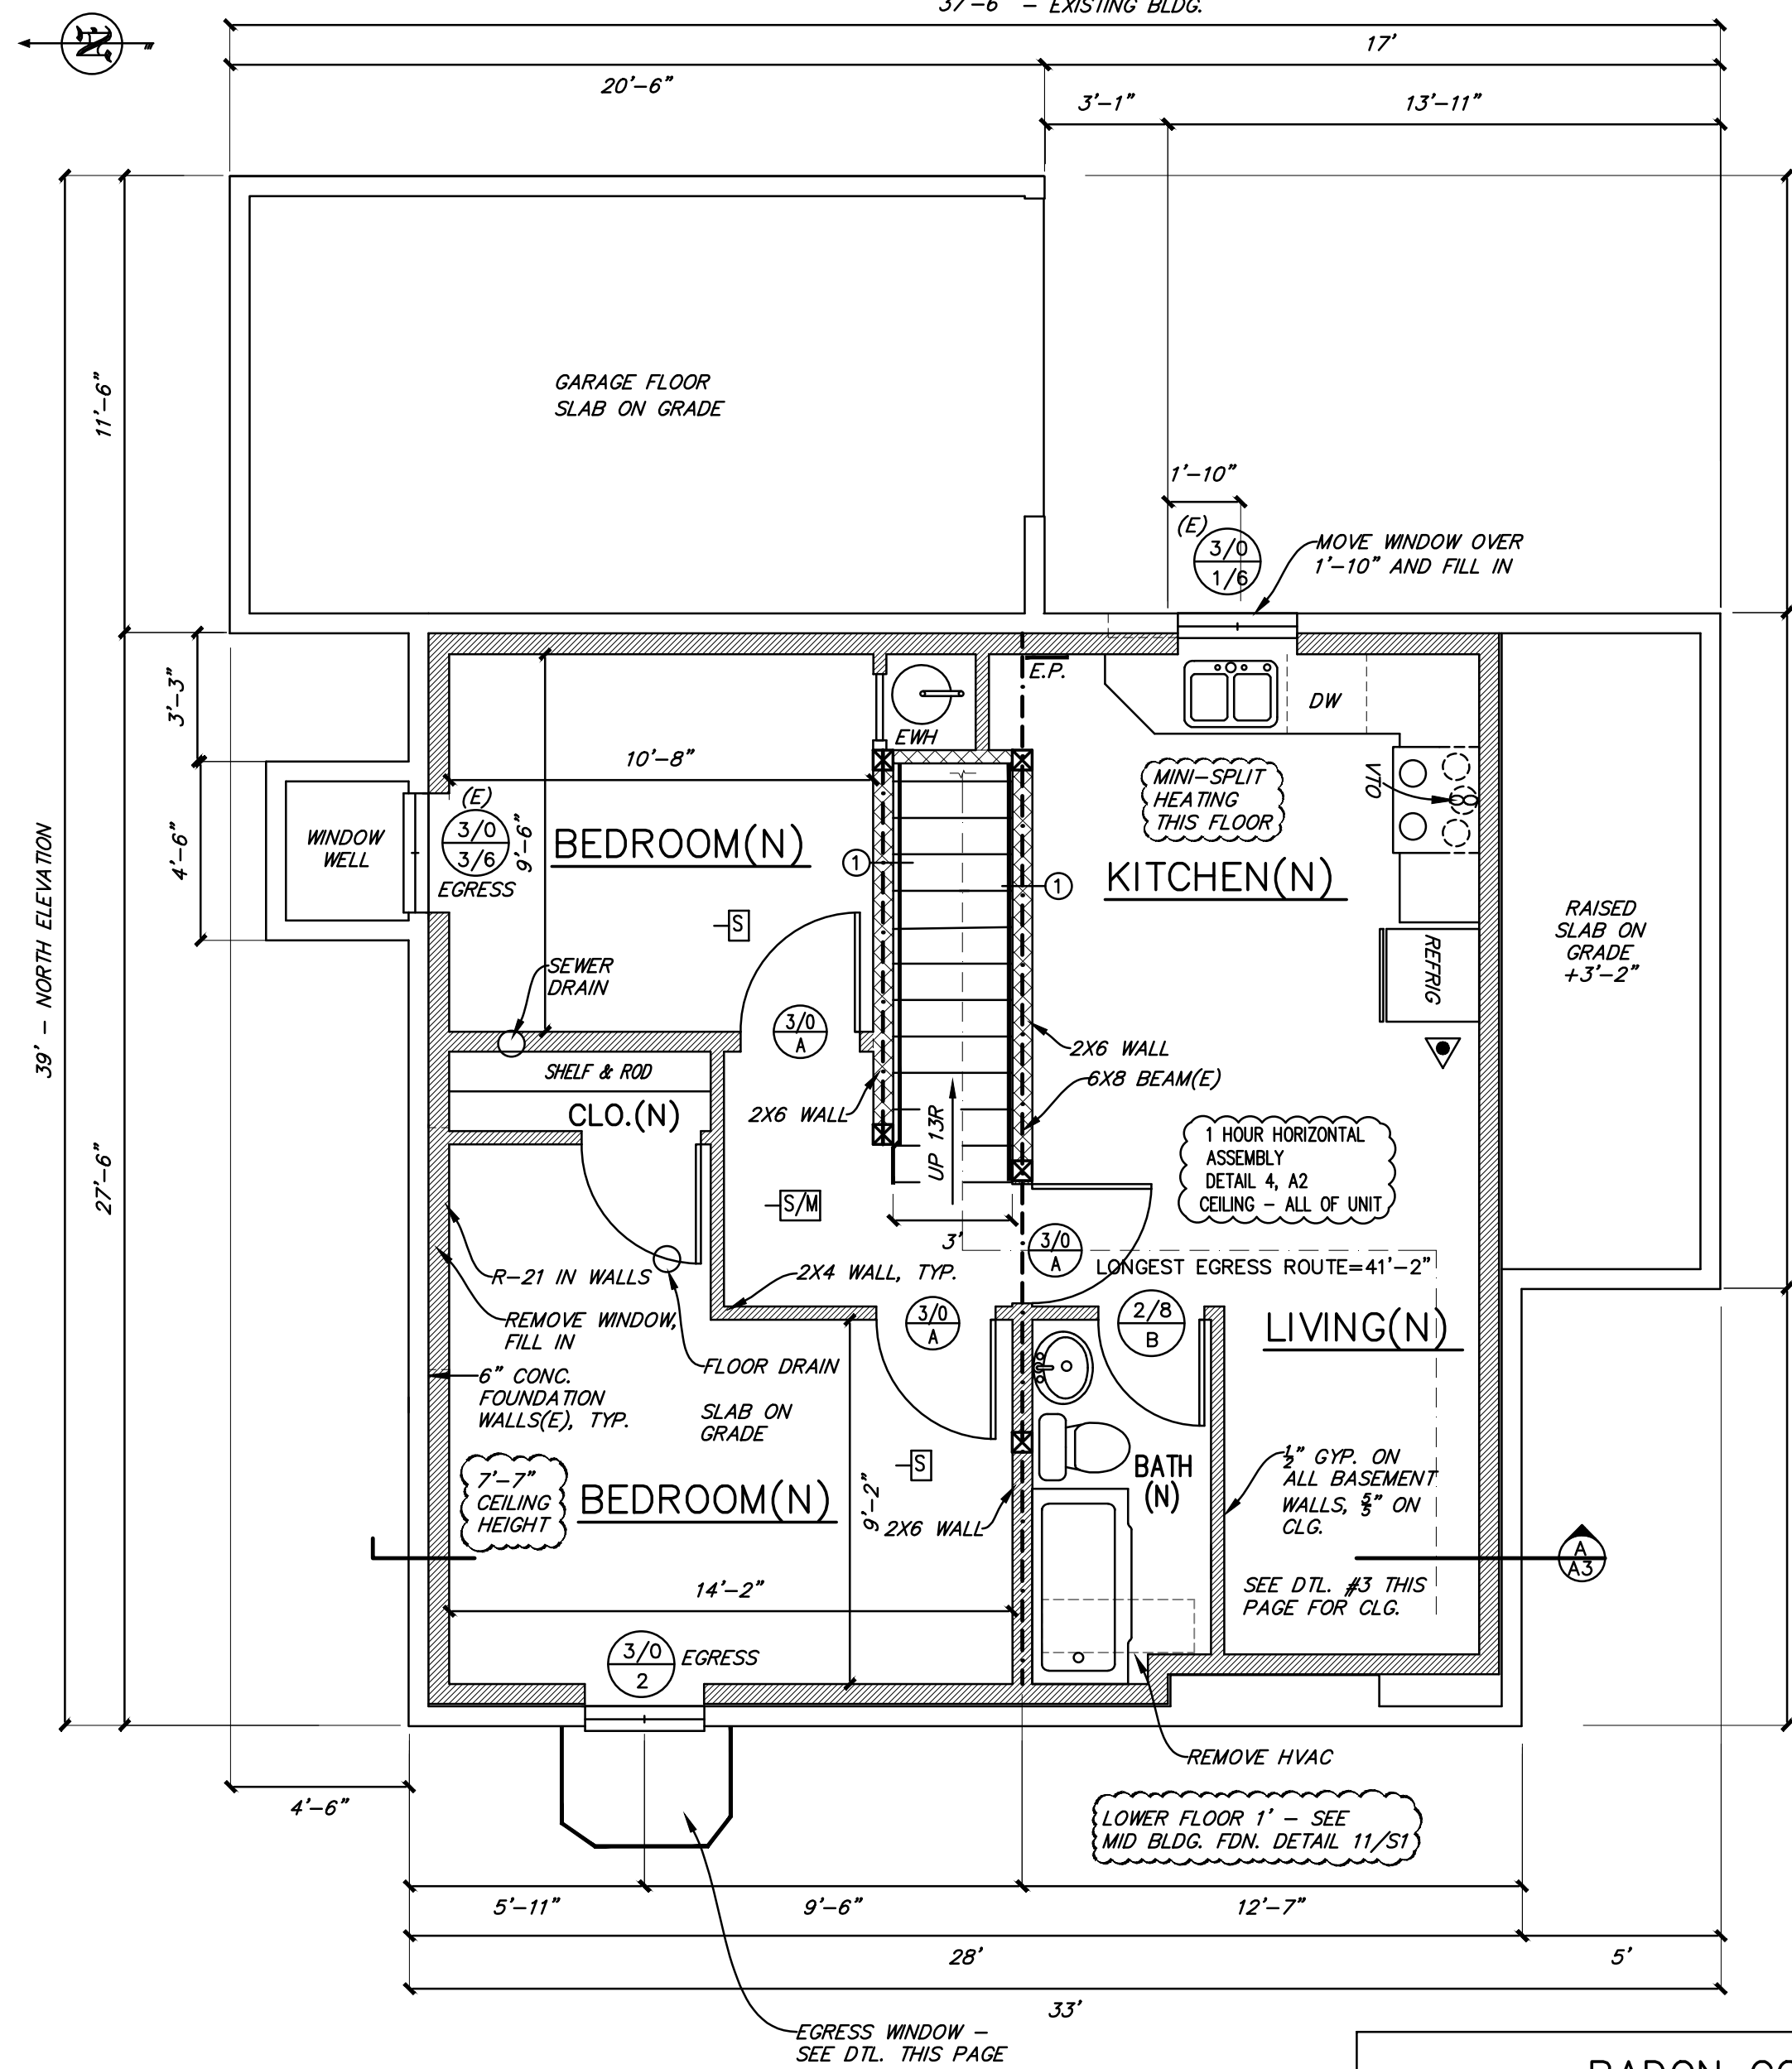 37'-6" - EXISTING BLDG.
N
17'
20'-6"
3'-1"
13'-11"
11'-6"
GARAGE FLOOR
SLAB ON GRADE
1'-10"
(E)
3/0
1/6
MOVE WINDOW OVER
1'-10" AND FILL IN
3'-3"
E.P.
DW
EWH
10'-8"
MINI-SPLIT
HEATING
THIS FLOOR
VTO
(E)
3/0
3/6
EGRESS
9'-6"
BEDROOM(N)
WINDOW
WELL
4'-6"
39' - NORTH ELEVATION
1
1
KITCHEN(N)
RAISED
SLAB ON
GRADE
+3'-2"
REFRIG
S
SEWER
DRAIN
3/0
A
2X6 WALL
6X8 BEAM(E)
SHELF & ROD
CLO.(N)
2X6 WALL
UP 13R
1 HOUR HORIZONTAL
ASSEMBLY
DETAIL 4, A2
CEILING - ALL OF UNIT
27'-6"
S/M
3'
3/0
A
LONGEST EGRESS ROUTE=41'-2"
R-21 IN WALLS
2X4 WALL, TYP.
REMOVE WINDOW,
FILL IN
3/0
A
2/8
B
LIVING(N)
FLOOR DRAIN
6" CONC.
FOUNDATION
WALLS(E), TYP.
SLAB ON
GRADE
S
BATH
(N)
1/2" GYP. ON
ALL BASEMENT
WALLS, 5/5" ON
CLG.
7'-7"
CEILING
HEIGHT
BEDROOM(N)
9'-2"
2X6 WALL
A
A3
14'-2"
SEE DTL. #3 THIS
PAGE FOR CLG.
3/0
2
EGRESS
REMOVE HVAC
4'-6"
LOWER FLOOR 1' - SEE
MID BLDG. FDN. DETAIL 11/S1
5'-11"
9'-6"
12'-7"
28'
5'
33'
EGRESS WINDOW -
SEE DTL. THIS PAGE